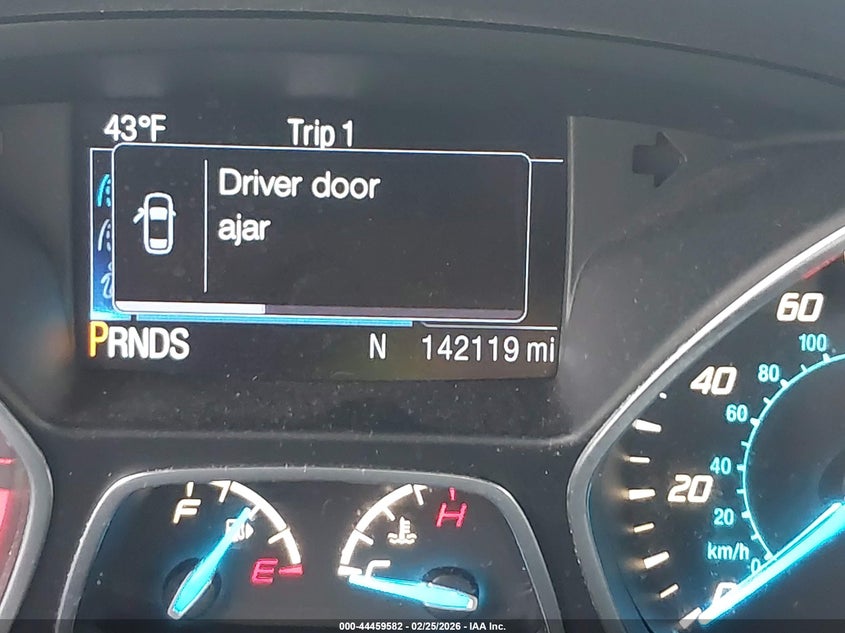 43°F Trip 1
Driver door
ajar
PRNDS N 142119 mi
F E
H C
60
40
20
0
100
80
60
40
20
km/h
0
000-44459582 - 02/25/2026 - IAA Inc.